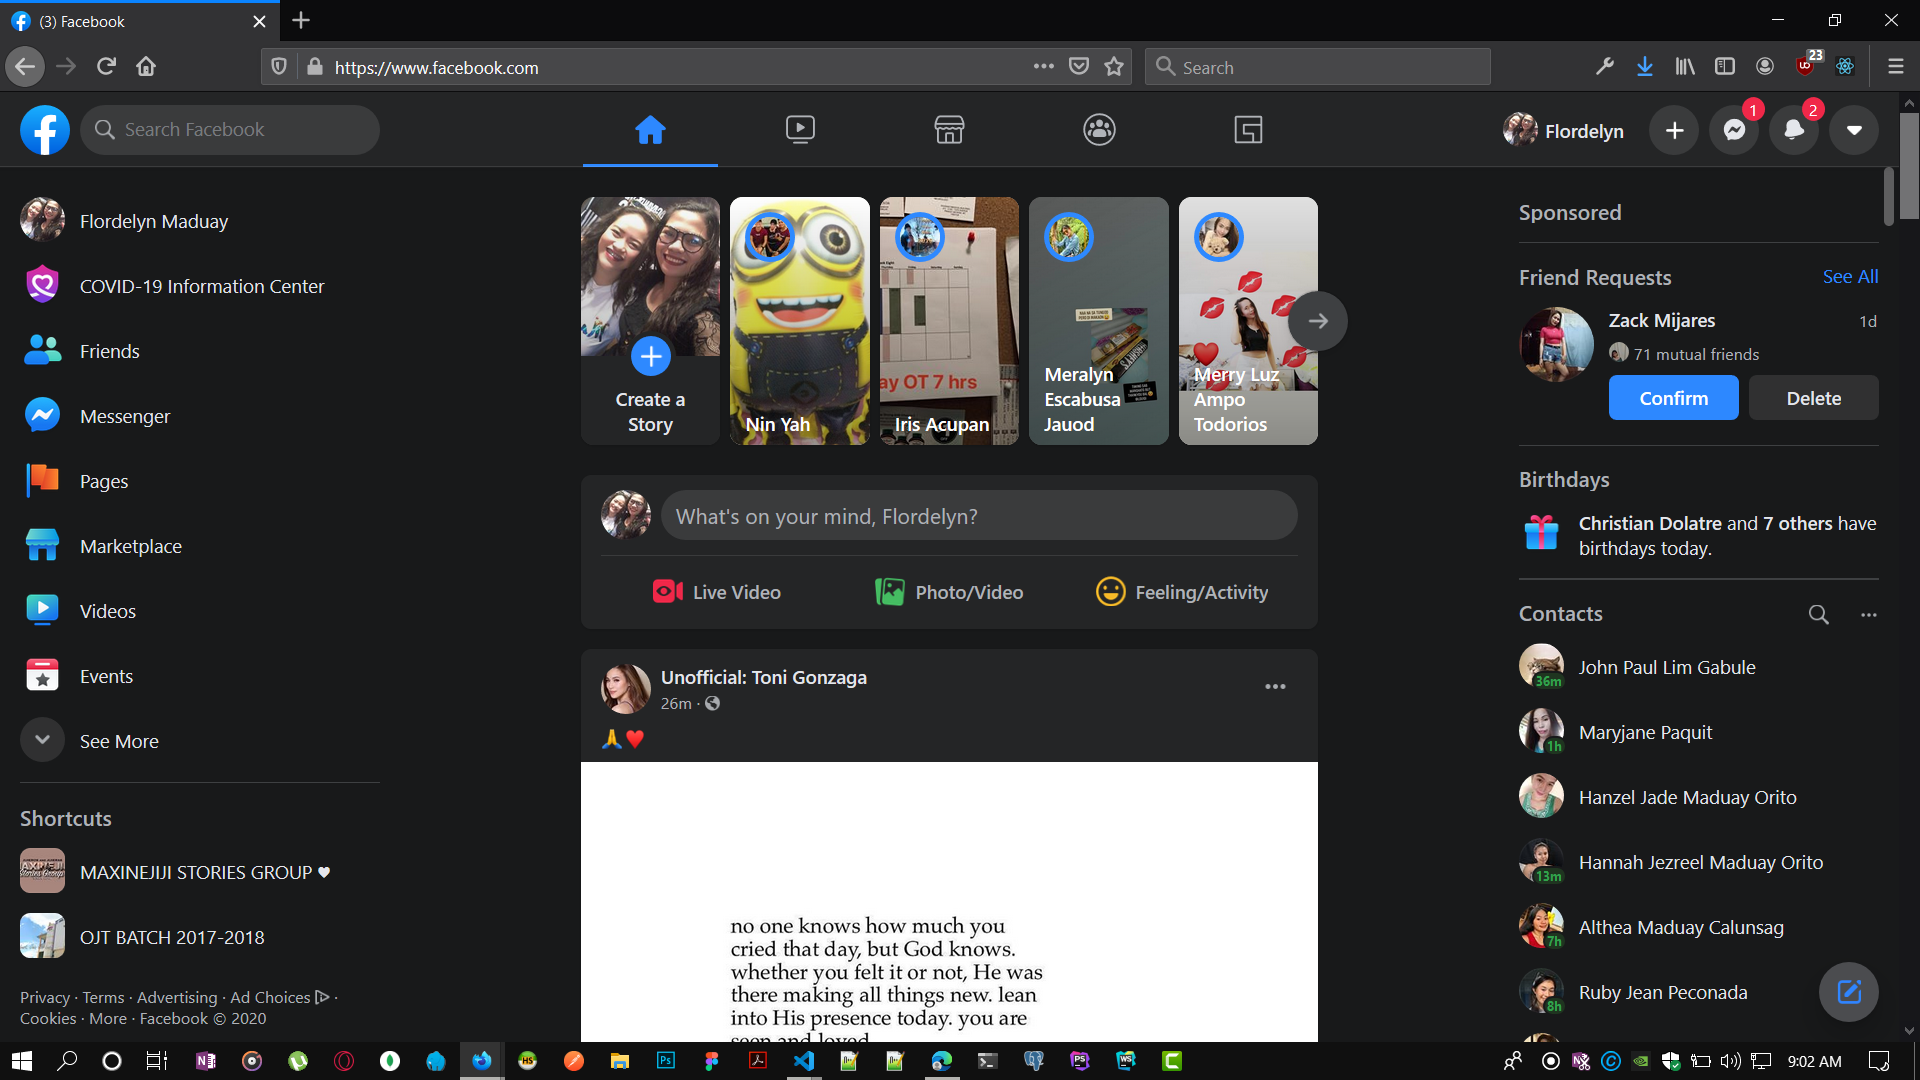 (3) Facebook
https://www.facebook.com
Search
23
Search Facebook
Flordelyn
1
2
Flordelyn Maduay
COVID-19 Information Center
Friends
Messenger
Pages
Marketplace
Videos
Events
See More
Shortcuts
MAXINEJIJI STORIES GROUP ♥
OJT BATCH 2017-2018
Privacy · Terms · Advertising · Ad Choices ·
Cookies · More · Facebook © 2020
Create a
Story
Nin Yah
ay OT 7 hrs
Iris Acupan
Meralyn
Escabusa
Jauod
Merry Luz
Ampo
Todorios
What's on your mind, Flordelyn?
Live Video
Photo/Video
Feeling/Activity
Unofficial: Toni Gonzaga
26m ·
🙏❤️
no one knows how much you
cried that day, but God knows.
whether you felt it or not, He was
there making all things new. lean
into His presence today. you are
seen and loved
Sponsored
Friend Requests
See All
Zack Mijares
1d
71 mutual friends
Confirm
Delete
Birthdays
Christian Dolatre and 7 others have
birthdays today.
Contacts
John Paul Lim Gabule
36m
Maryjane Paquit
1h
Hanzel Jade Maduay Orito
Hannah Jezreel Maduay Orito
13m
Althea Maduay Calunsag
7h
Ruby Jean Peconada
8h
9:02 AM